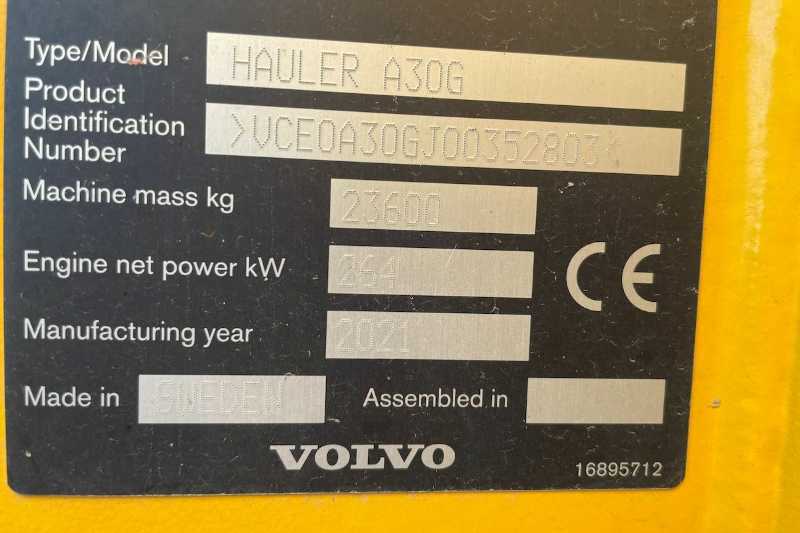 Type/Model HAULER A30G
Product
Identification >VCE0A30GJ00352803<
Number
Machine mass kg 23600
Engine net power kW 264
CE
Manufacturing year 2021
Made in SWEDEN Assembled in
VOLVO
16895712